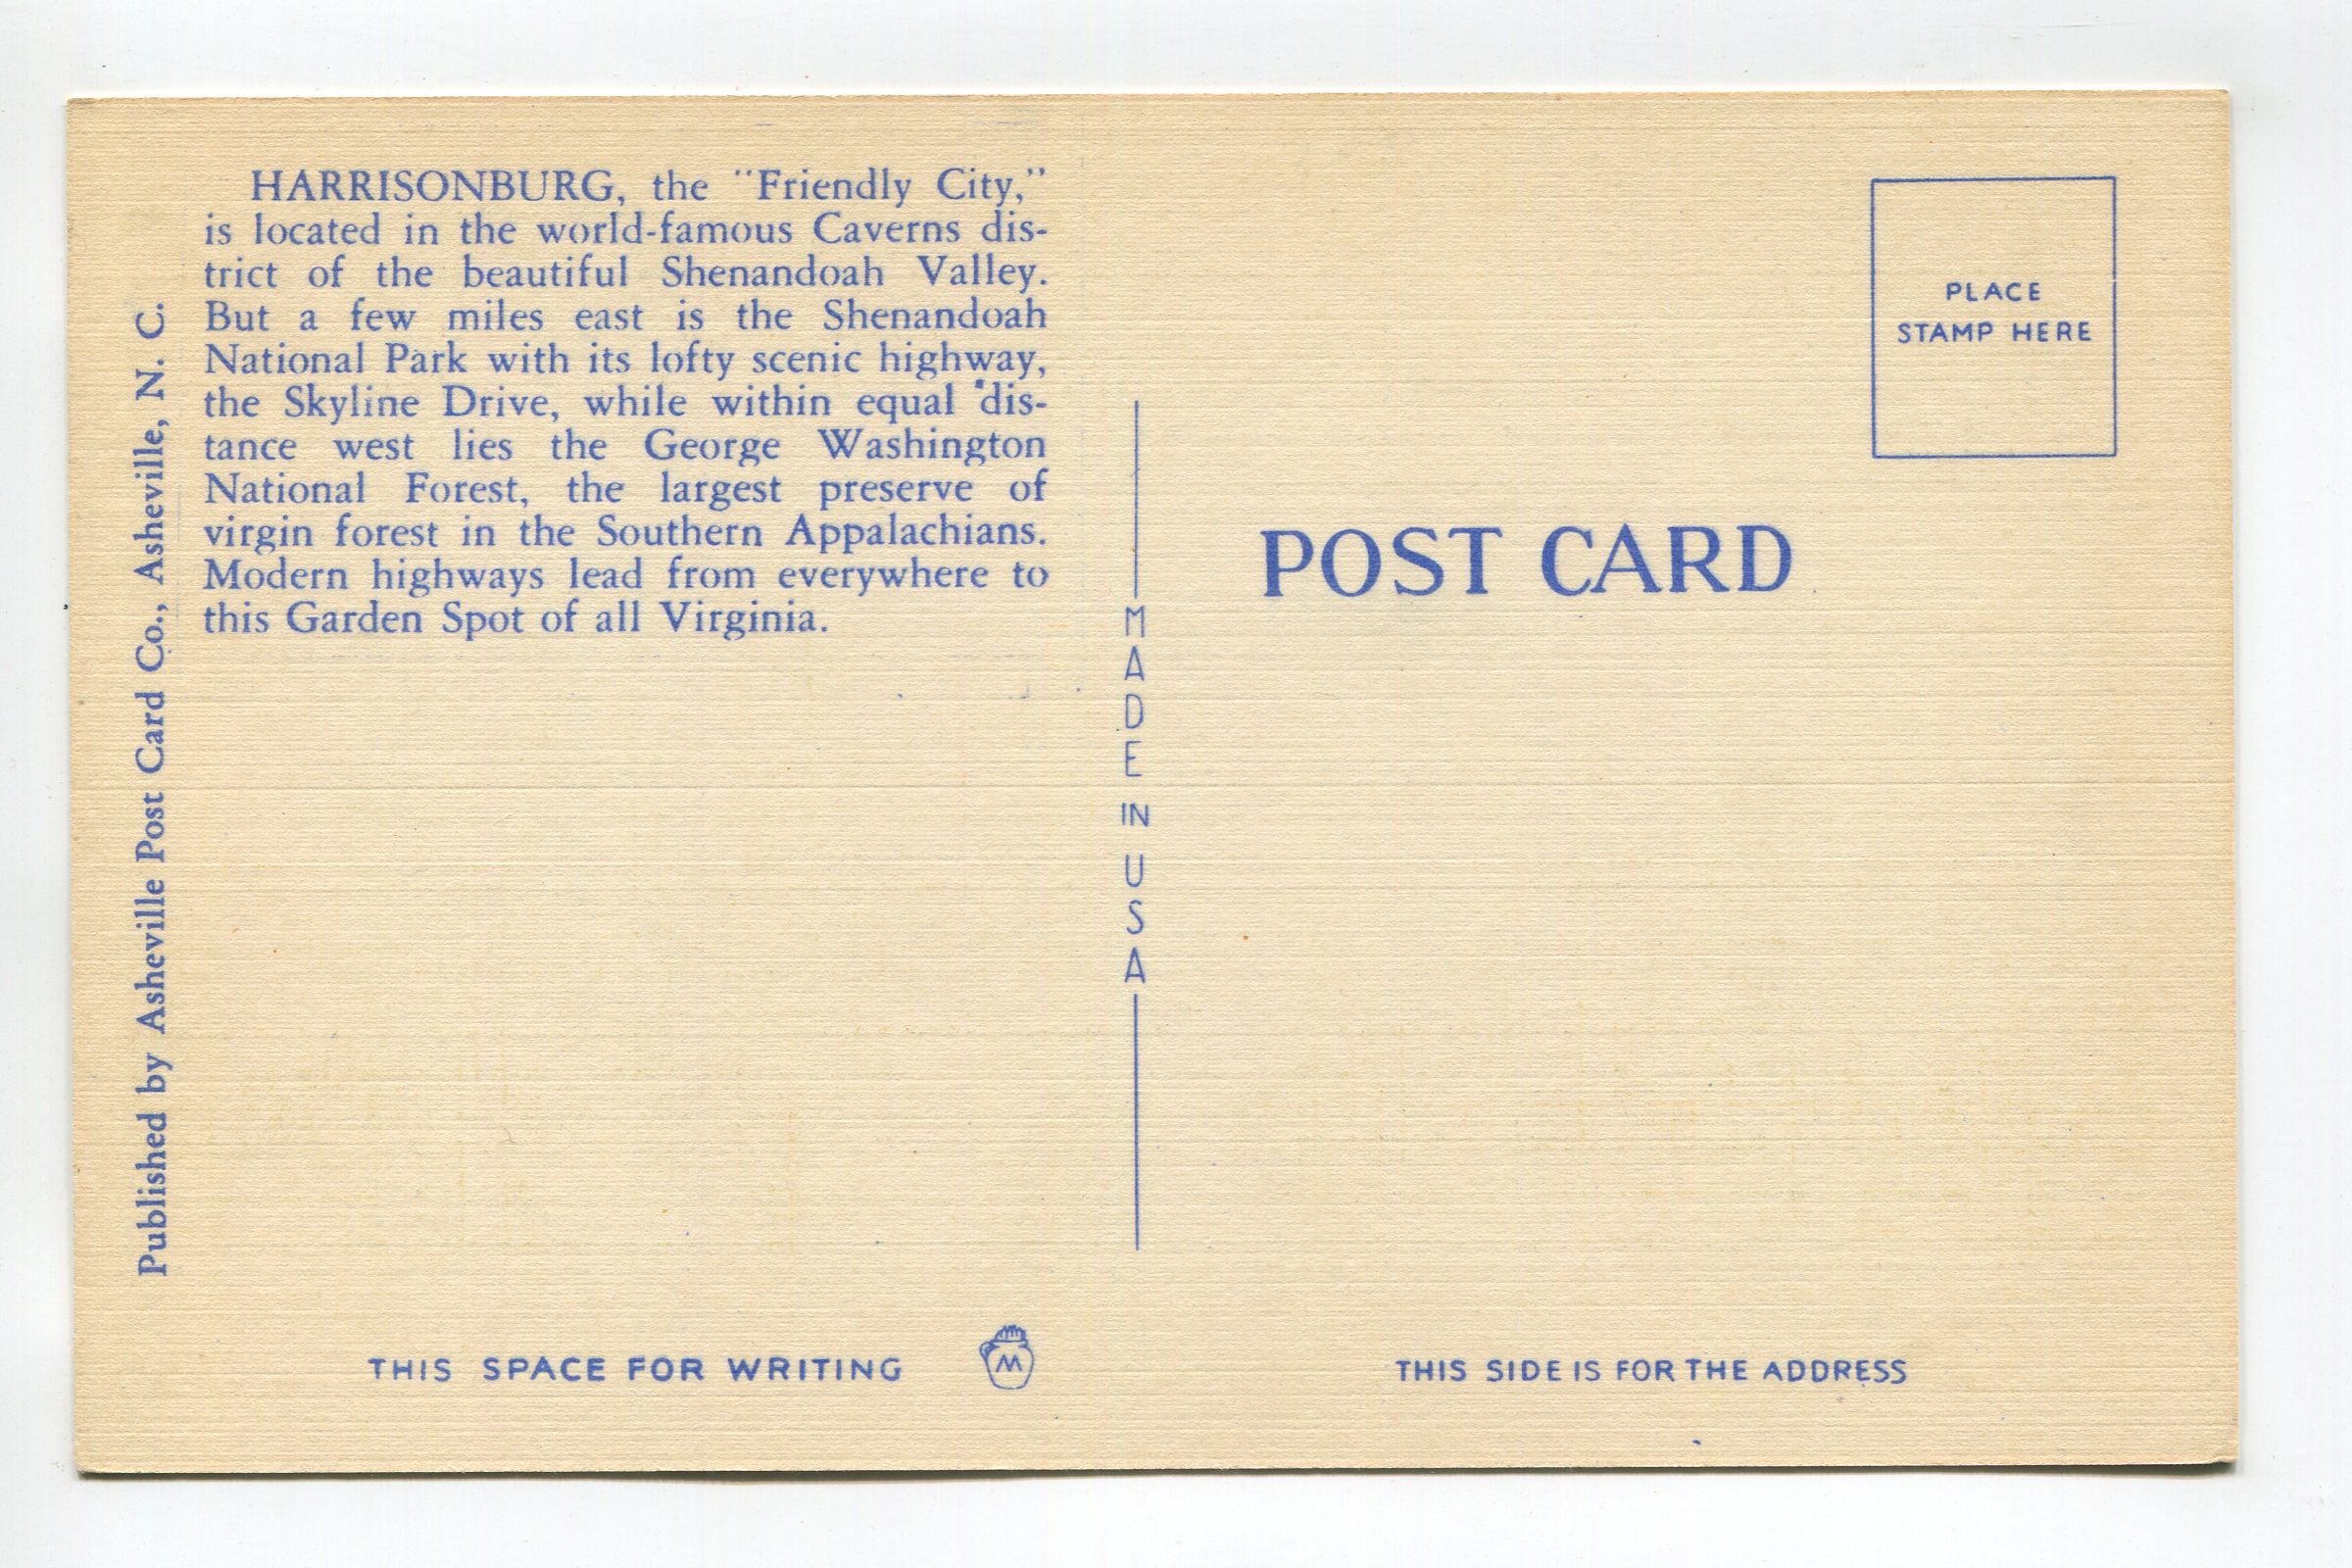 HARRISONBURG, the "Friendly City,"
is located in the world-famous Caverns dis-
trict of the beautiful Shenandoah Valley.
But a few miles east is the Shenandoah
National Park with its lofty scenic highway,
the Skyline Drive, while within equal dis-
tance west lies the George Washington
National Forest, the largest preserve of
virgin forest in the Southern Appalachians.
Modern highways lead from everywhere to
this Garden Spot of all Virginia.
Published by Asheville Post Card Co., Asheville, N. C.
THIS SPACE FOR WRITING
M
MADE IN USA
PLACE
STAMP HERE
POST CARD
THIS SIDE IS FOR THE ADDRESS